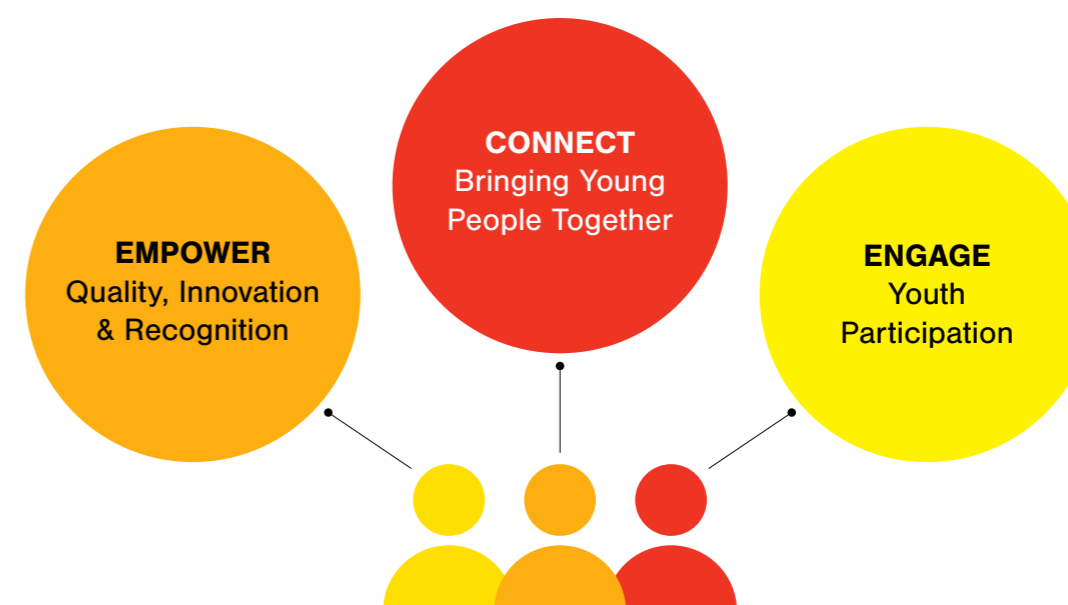 EMPOWER
Quality, Innovation
& Recognition
CONNECT
Bringing Young
People Together
ENGAGE
Youth
Participation